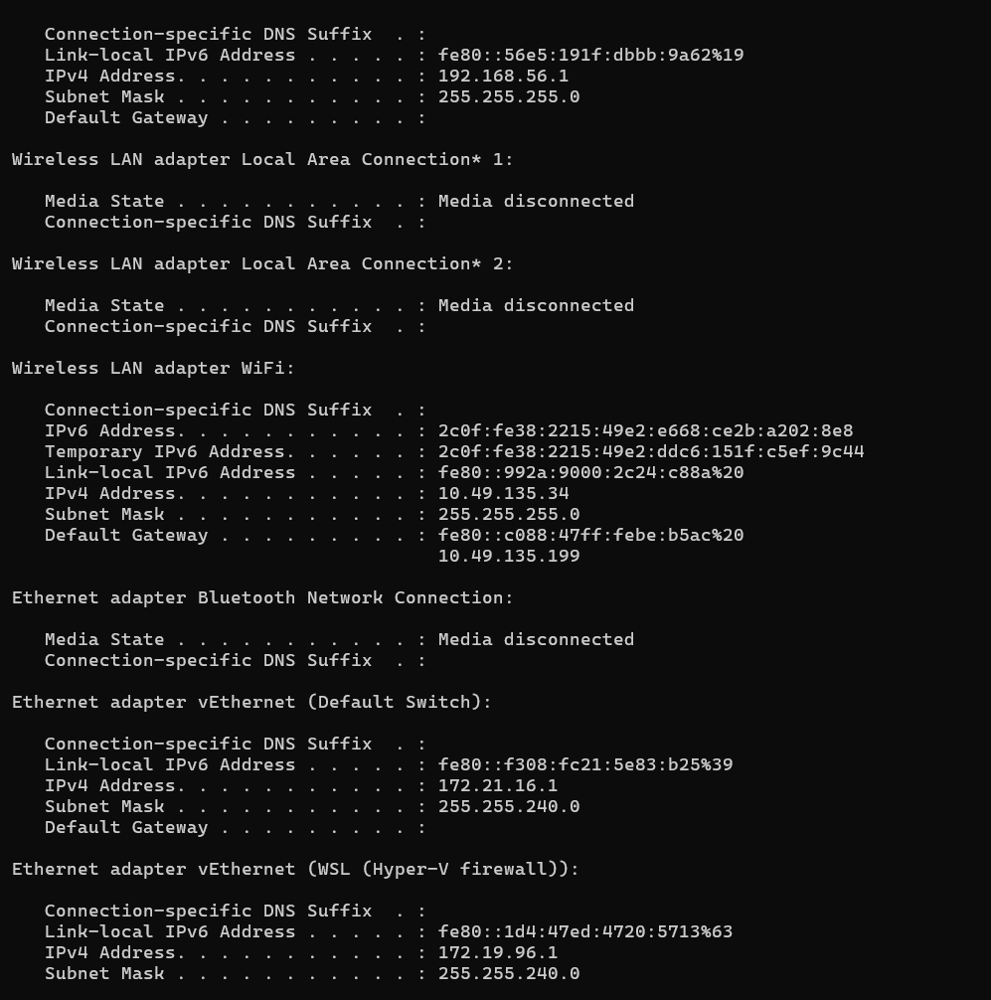 Connection-specific DNS Suffix  . :
Link-local IPv6 Address . . . . . : fe80::56e5:191f:dbbb:9a62%19
IPv4 Address. . . . . . . . . . . : 192.168.56.1
Subnet Mask . . . . . . . . . . . : 255.255.255.0
Default Gateway . . . . . . . . . :
Wireless LAN adapter Local Area Connection* 1:
Media State . . . . . . . . . . . : Media disconnected
Connection-specific DNS Suffix  . :
Wireless LAN adapter Local Area Connection* 2:
Media State . . . . . . . . . . . : Media disconnected
Connection-specific DNS Suffix  . :
Wireless LAN adapter WiFi:
Connection-specific DNS Suffix  . :
IPv6 Address. . . . . . . . . . . : 2c0f:fe38:2215:49e2:e668:ce2b:a202:8e8
Temporary IPv6 Address. . . . . . : 2c0f:fe38:2215:49e2:ddc6:151f:c5ef:9c44
Link-local IPv6 Address . . . . . : fe80::992a:9000:2c24:c88a%20
IPv4 Address. . . . . . . . . . . : 10.49.135.34
Subnet Mask . . . . . . . . . . . : 255.255.255.0
Default Gateway . . . . . . . . . : fe80::c088:47ff:febe:b5ac%20
10.49.135.199
Ethernet adapter Bluetooth Network Connection:
Media State . . . . . . . . . . . : Media disconnected
Connection-specific DNS Suffix  . :
Ethernet adapter vEthernet (Default Switch):
Connection-specific DNS Suffix  . :
Link-local IPv6 Address . . . . . : fe80::f308:fc21:5e83:b25%39
IPv4 Address. . . . . . . . . . . : 172.21.16.1
Subnet Mask . . . . . . . . . . . : 255.255.240.0
Default Gateway . . . . . . . . . :
Ethernet adapter vEthernet (WSL (Hyper-V firewall)):
Connection-specific DNS Suffix  . :
Link-local IPv6 Address . . . . . : fe80::1d4:47ed:4720:5713%63
IPv4 Address. . . . . . . . . . . : 172.19.96.1
Subnet Mask . . . . . . . . . . . : 255.255.240.0